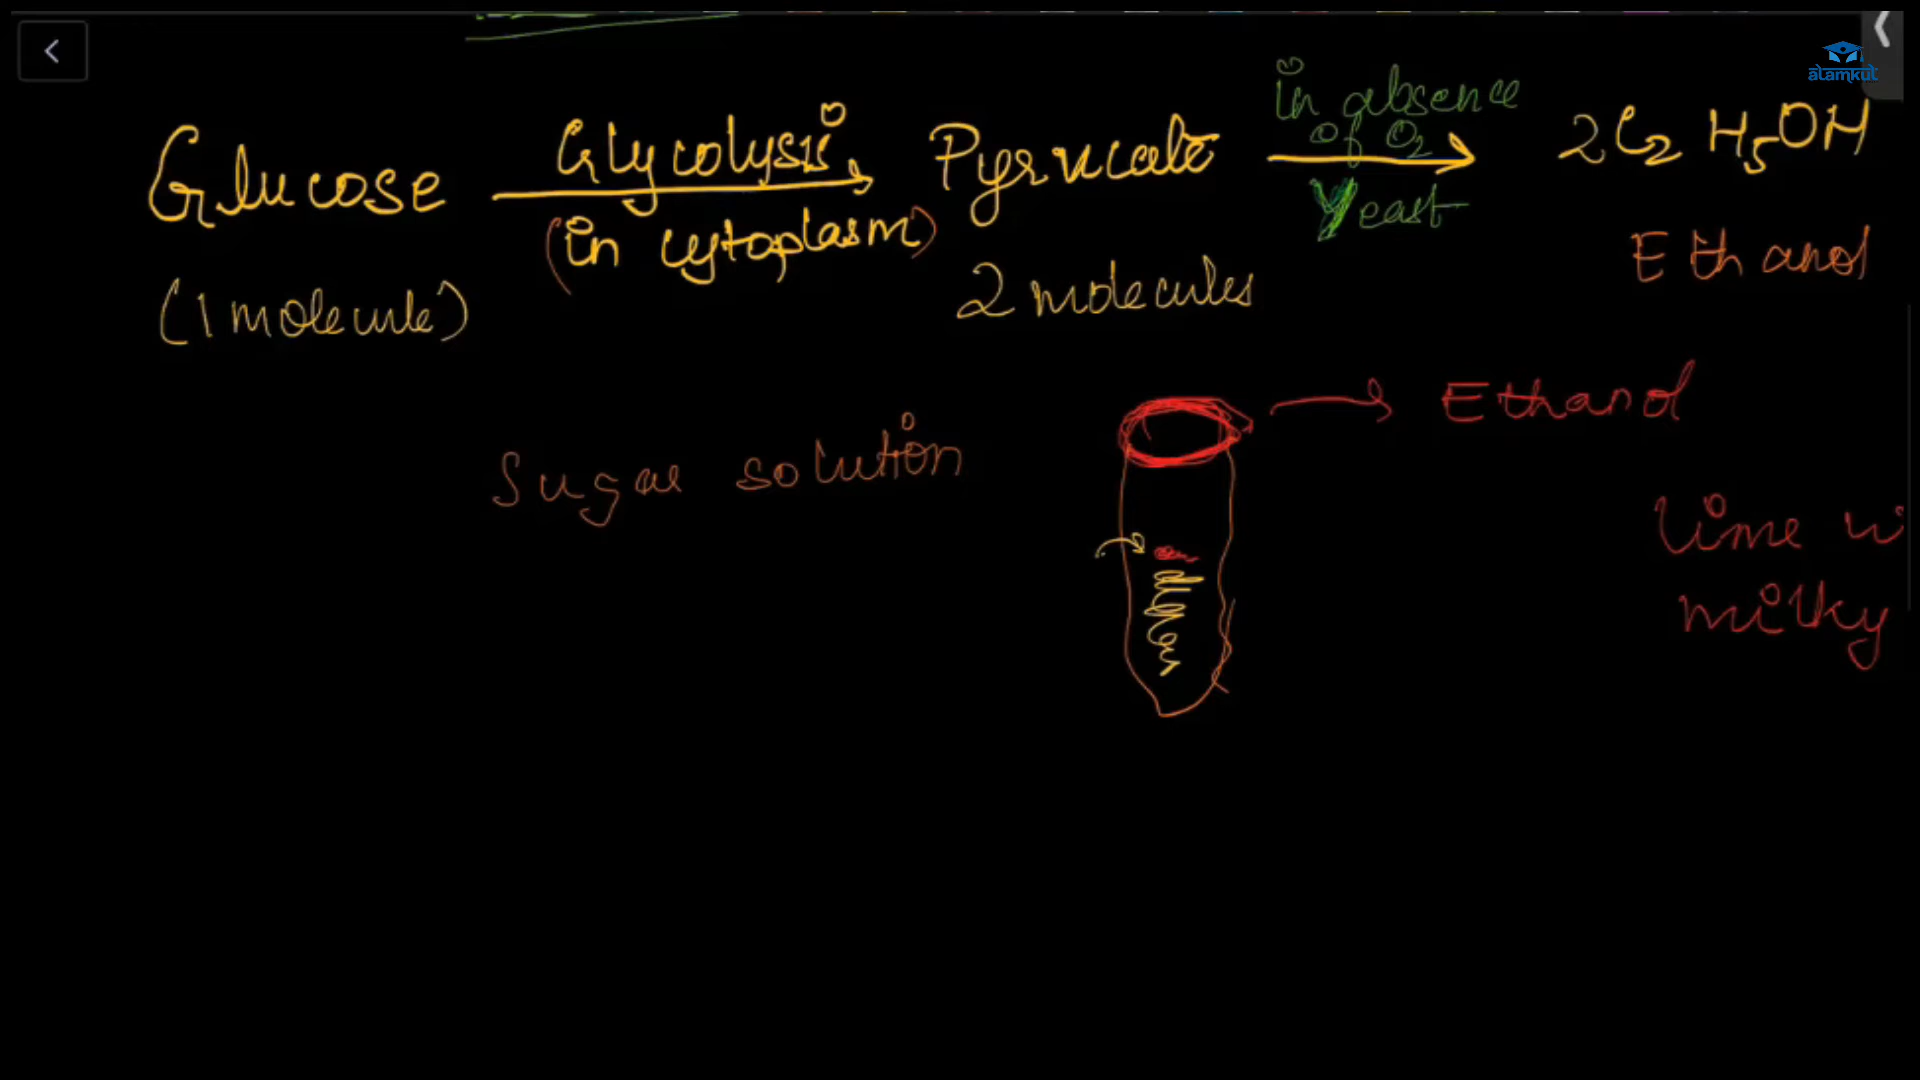 alamkut
in absence
of O2
Glucose Glycolysis Pyruvate 2C2H5OH
Yeast
(in cytoplasm)
Ethanol
(1 molecule) 2 molecules
Ethanol
Sugar solution
lime
milky